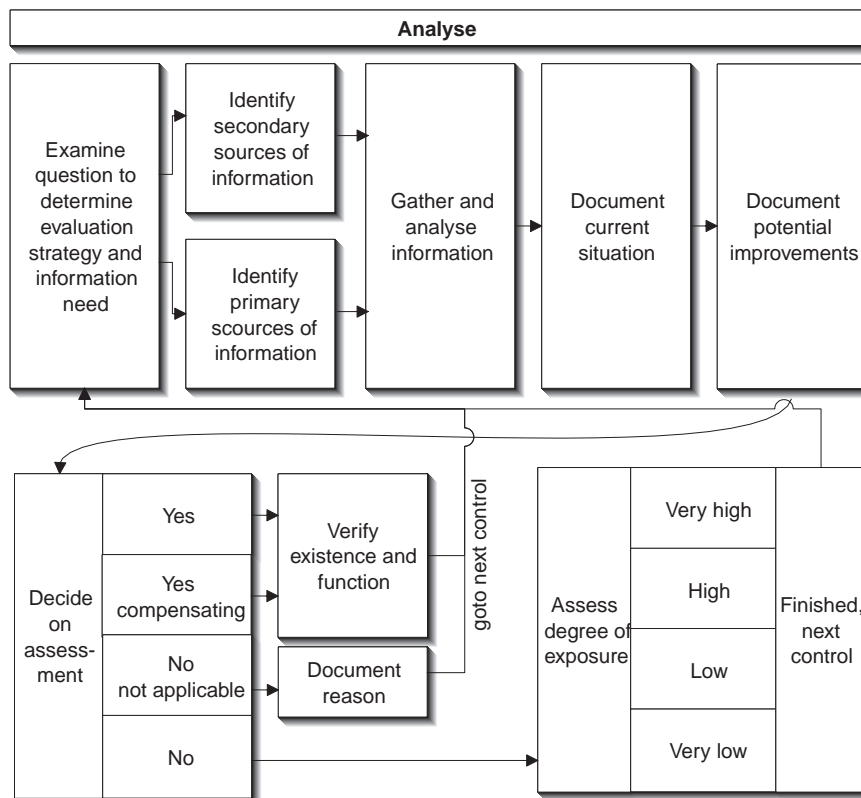 Analyse
Examine
question to
determine
evaluation
strategy and
information
need
Identify
secondary
sources of
information
Identify
primary
scources of
information
Gather and
analyse
information
Document
current
situation
Document
potential
improvements
Decide
on
assess-
ment
Yes
Yes
compensating
No
not applicable
No
Verify
existence and
function
Document
reason
goto next control
Assess
degree of
exposure
Very high
High
Low
Very low
Finished,
next
control